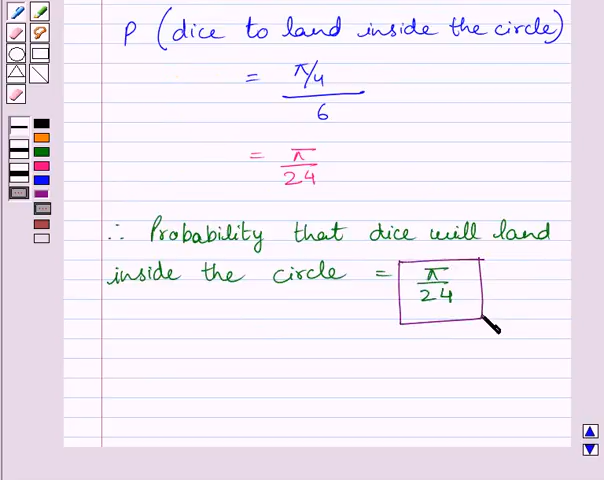 P (dice to land inside the circle)
= π/4
6
= π
24
∴ Probability that dice will land
inside the circle = π
24